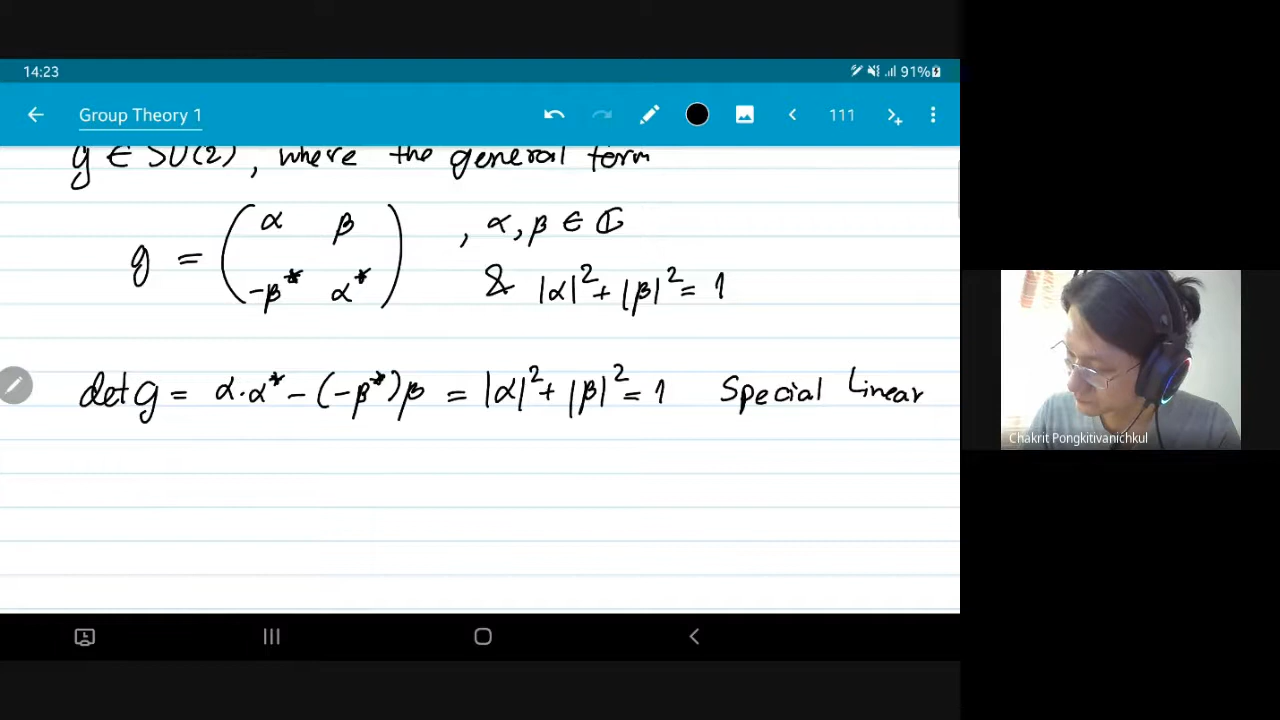 14:23 91%
Group Theory 1 111
g ∈ SU(2), where the general form
g = ( α β , α, β ∈ ℂ
-β* α* ) & |α|²+|β|²= 1
det g = α·α* - (-β*)β = |α|²+|β|²= 1 Special Linear
Chakrit Pongkitivanichkul